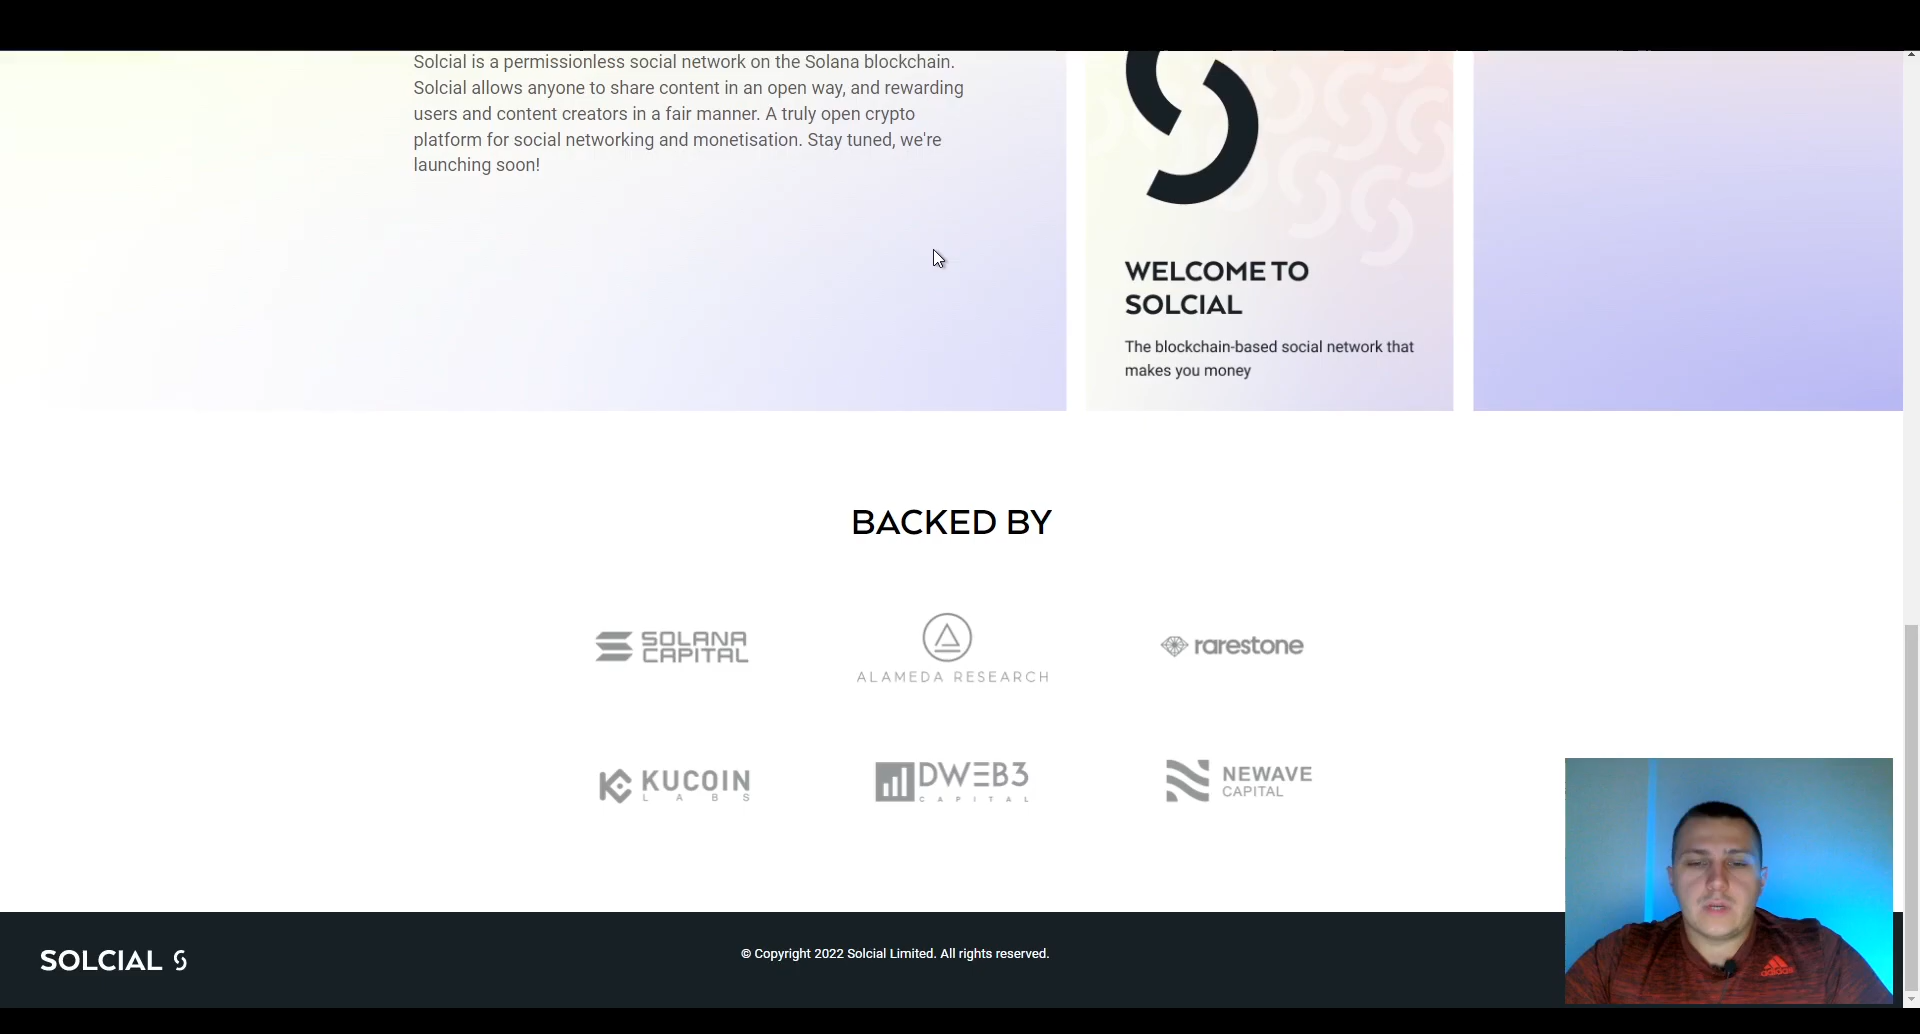 Solcial is a permissionless social network on the Solana blockchain.
Solcial allows anyone to share content in an open way, and rewarding
users and content creators in a fair manner. A truly open crypto
platform for social networking and monetisation. Stay tuned, we're
launching soon!
WELCOME TO
SOLCIAL
The blockchain-based social network that
makes you money
BACKED BY
SOLANA
CAPITAL
ALAMEDA RESEARCH
rarestone
KUCOIN
LABS
DWEB3
CAPITAL
NEWAVE
CAPITAL
SOLCIAL
© Copyright 2022 Solcial Limited. All rights reserved.
adidas